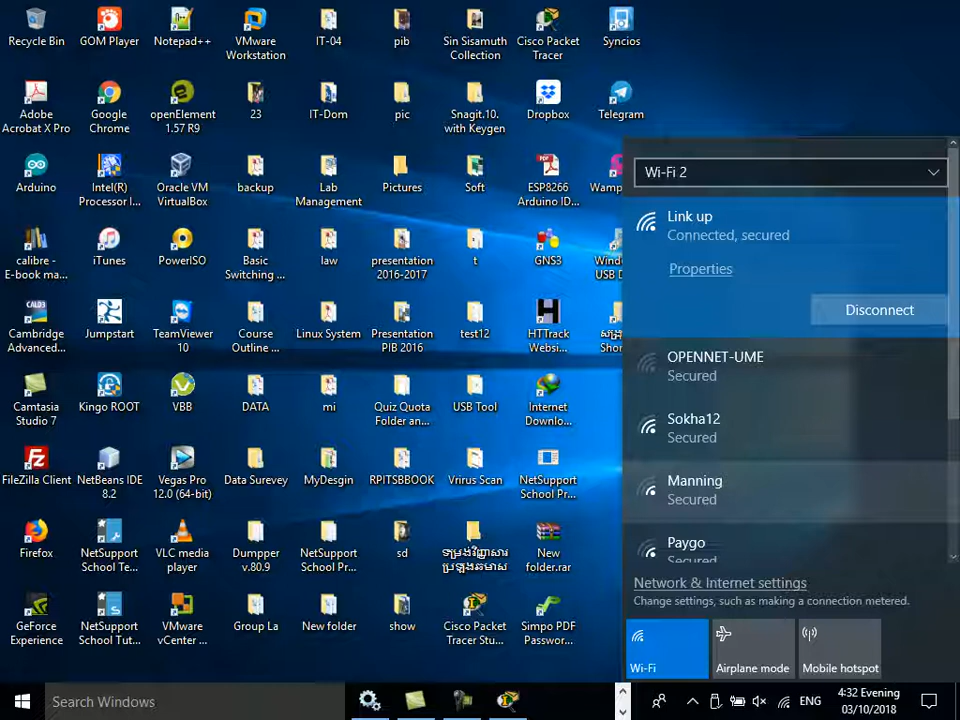 Recycle Bin
GOM Player
Notepad++
VMware
Workstation
IT-04
pib
Sin Sisamuth
Collection
Cisco Packet
Tracer
Syncios
Adobe
Acrobat X Pro
Google
Chrome
openElement
1.57 R9
23
IT-Dom
pic
Snagit.10.
with Keygen
Dropbox
Telegram
Arduino
Intel(R)
Processor I...
Oracle VM
VirtualBox
backup
Lab
Management
Pictures
Soft
ESP8266
Arduino ID...
Wamp
calibre -
E-book ma...
iTunes
PowerISO
Basic
Switching ...
law
presentation
2016-2017
t
GNS3
Wind
USB D
Cambridge
Advanced...
Jumpstart
TeamViewer
10
Course
Outline ...
Linux System
Presentation
PIB 2016
test12
HTTrack
Websi...
Shor
Camtasia
Studio 7
Kingo ROOT
VBB
DATA
mi
Quiz Quota
Folder an...
USB Tool
Internet
Downlo...
FileZilla Client
NetBeans IDE
8.2
Vegas Pro
12.0 (64-bit)
Data Surevey
MyDesgin
RPITSBBOOK
Vrirus Scan
NetSupport
School Pr...
Firefox
NetSupport
School Te...
VLC media
player
Dumpper
v.80.9
NetSupport
School Pr...
sd
New
folder.rar
GeForce
Experience
NetSupport
School Tut...
VMware
vCenter ...
Group La
New folder
show
Cisco Packet
Tracer Stu...
Simpo PDF
Passwor...
Wi-Fi 2
Link up
Connected, secured
Properties
Disconnect
OPENNET-UME
Secured
Sokha12
Secured
Manning
Secured
Paygo
Secured
Network & Internet settings
Change settings, such as making a connection metered.
Wi-Fi
Airplane mode
Mobile hotspot
Search Windows
ENG
4:32 Evening
03/10/2018